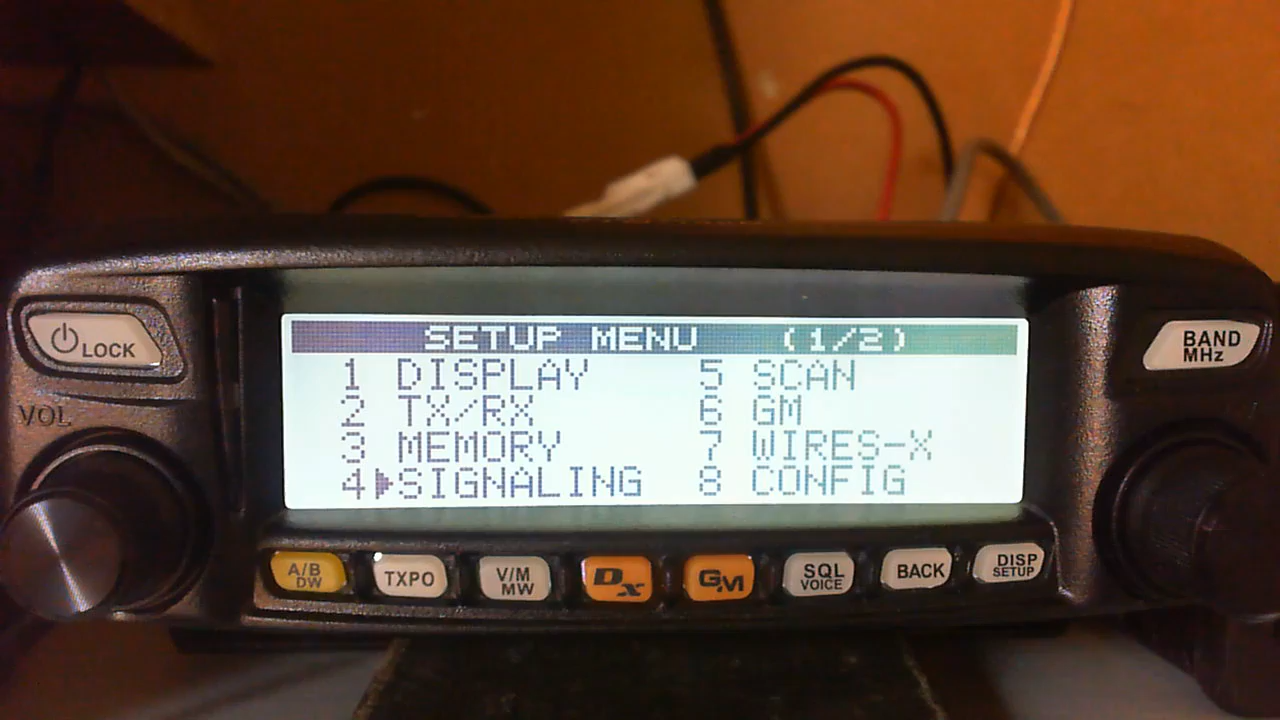 SETUP MENU (1/2)
1 DISPLAY 5 SCAN
2 TX/RX 6 GM
3 MEMORY 7 WIRES-X
4 SIGNALING 8 CONFIG
LOCK
VOL
BAND
MHz
A/B
DW
TXPO
V/M
MW
Dx
GM
SQL
VOICE
BACK
DISP
SETUP